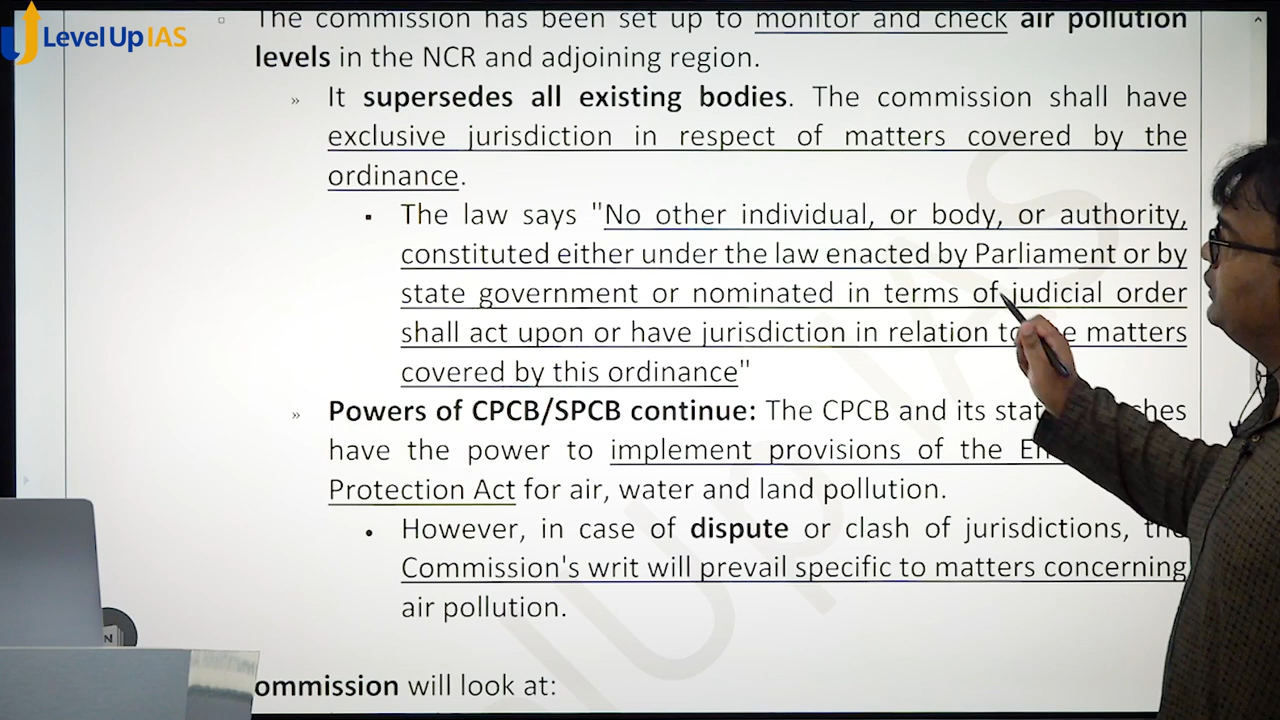 Level Up IAS
The commission has been set up to monitor and check air pollution
levels in the NCR and adjoining region.
» It supersedes all existing bodies. The commission shall have
exclusive jurisdiction in respect of matters covered by the
ordinance.
▪ The law says "No other individual, or body, or authority,
constituted either under the law enacted by Parliament or by
state government or nominated in terms of judicial order
shall act upon or have jurisdiction in relation to matters
covered by this ordinance"
» Powers of CPCB/SPCB continue: The CPCB and its
have the power to implement provisions of the
Protection Act for air, water and land pollution.
• However, in case of dispute or clash of jurisdictions, the
Commission's writ will prevail specific to matters concerning
air pollution.
ommission will look at: